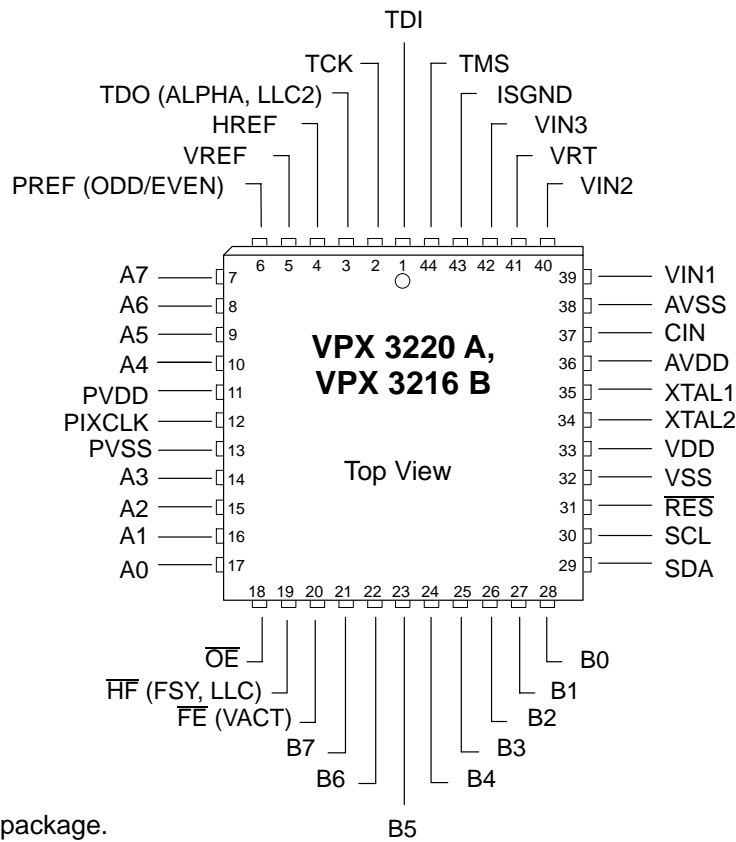 TDI
TCK TMS
TDO (ALPHA, LLC2) ISGND
HREF VIN3
VREF VRT
PREF (ODD/EVEN) VIN2
6 5 4 3 2 1 44 43 42 41 40
A7 7 39 VIN1
A6 8 38 AVSS
A5 9 37 CIN
A4 10 36 AVDD
PVDD 11 35 XTAL1
PIXCLK 12 34 XTAL2
PVSS 13 33 VDD
A3 14 32 VSS
A2 15 31 R̅E̅S̅
A1 16 30 SCL
A0 17 29 SDA
VPX 3220 A,
VPX 3216 B
Top View
18 19 20 21 22 23 24 25 26 27 28
O̅E̅ B0
H̅F̅ (FSY, LLC) B1
F̅E̅ (VACT) B2
B7 B3
B6 B4
B5
package.